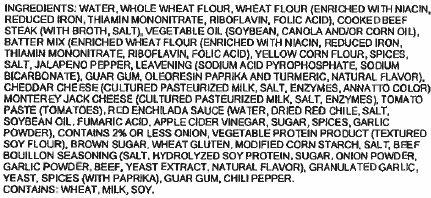 INGREDIENTS: WATER, WHOLE WHEAT FLOUR, WHEAT FLOUR (ENRICHED WITH NIACIN,
REDUCED IRON, THIAMIN MONONITRATE, RIBOFLAVIN, FOLIC ACID), COOKED BEEF
STEAK (WITH BROTH, SALT), VEGETABLE OIL (SOYBEAN, CANOLA AND/OR CORN OIL),
BATTER MIX (ENRICHED WHEAT FLOUR (ENRICHED WITH NIACIN, REDUCED IRON,
THIAMIN MONONITRATE, RIBOFLAVIN, FOLIC ACID), YELLOW CORN FLOUR, SPICES,
SALT, JALAPENO PEPPER, LEAVENING (SODIUM ACID PYROPHOSPHATE, SODIUM
BICARBONATE), GUAR GUM, OLEORESIN PAPRIKA AND TURMERIC, NATURAL FLAVOR),
CHEDDAR CHEESE (CULTURED PASTEURIZED MILK, SALT, ENZYMES, ANNATTO COLOR)
MONTEREY JACK CHEESE (CULTURED PASTEURIZED MILK, SALT, ENZYMES), TOMATO
PASTE (TOMATOES), RED ENCHILADA SAUCE (WATER, DRIED RED CHILE, SALT,
SOYBEAN OIL, FUMARIC ACID, APPLE CIDER VINEGAR, SUGAR, SPICES, GARLIC
POWDER), CONTAINS 2% OR LESS ONION, VEGETABLE PROTEIN PRODUCT (TEXTURED
SOY FLOUR), BROWN SUGAR, WHEAT GLUTEN, MODIFIED CORN STARCH, SALT, BEEF
BOUILLON SEASONING (SALT, HYDROLYZED SOY PROTEIN, SUGAR, ONION POWDER,
GARLIC POWDER, BEEF, YEAST EXTRACT, NATURAL FLAVOR), GRANULATED GARLIC,
YEAST, SPICES (WITH PAPRIKA), GUAR GUM, CHILI PEPPER.
CONTAINS: WHEAT, MILK, SOY.